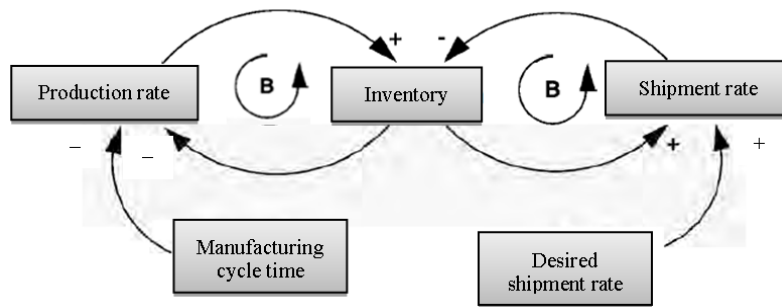 + -
Production rate
B
Inventory
B
Shipment rate
– – + +
Manufacturing
cycle time
Desired
shipment rate